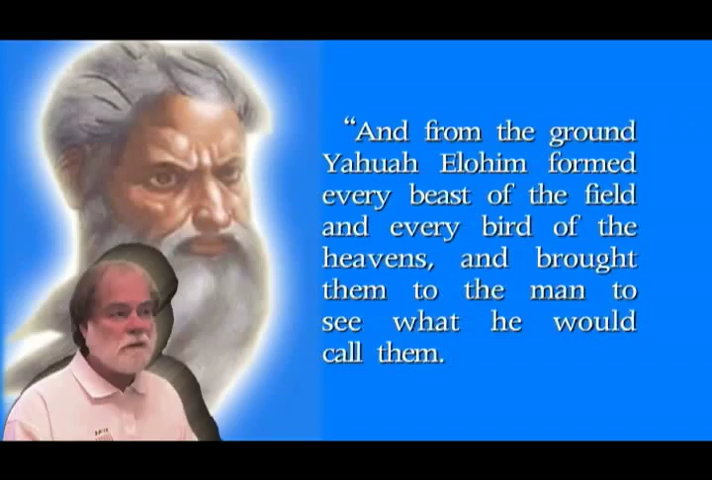 “And from the ground
Yahuah Elohim formed
every beast of the field
and every bird of the
heavens, and brought
them to the man to
see what he would
call them.